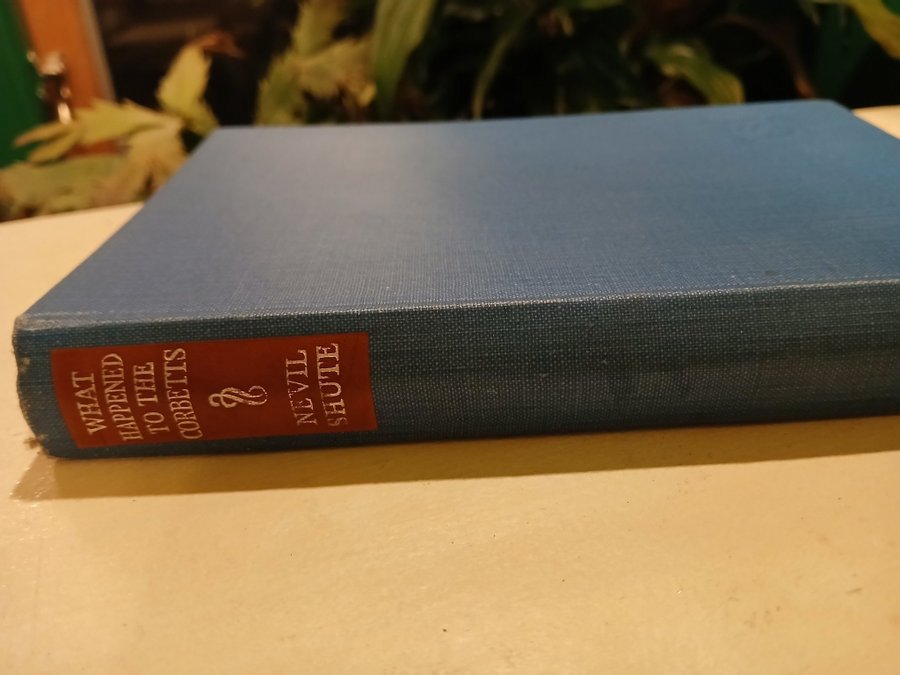 WHAT
HAPPENED
TO THE
CORBETTS
NEVIL
SHUTE